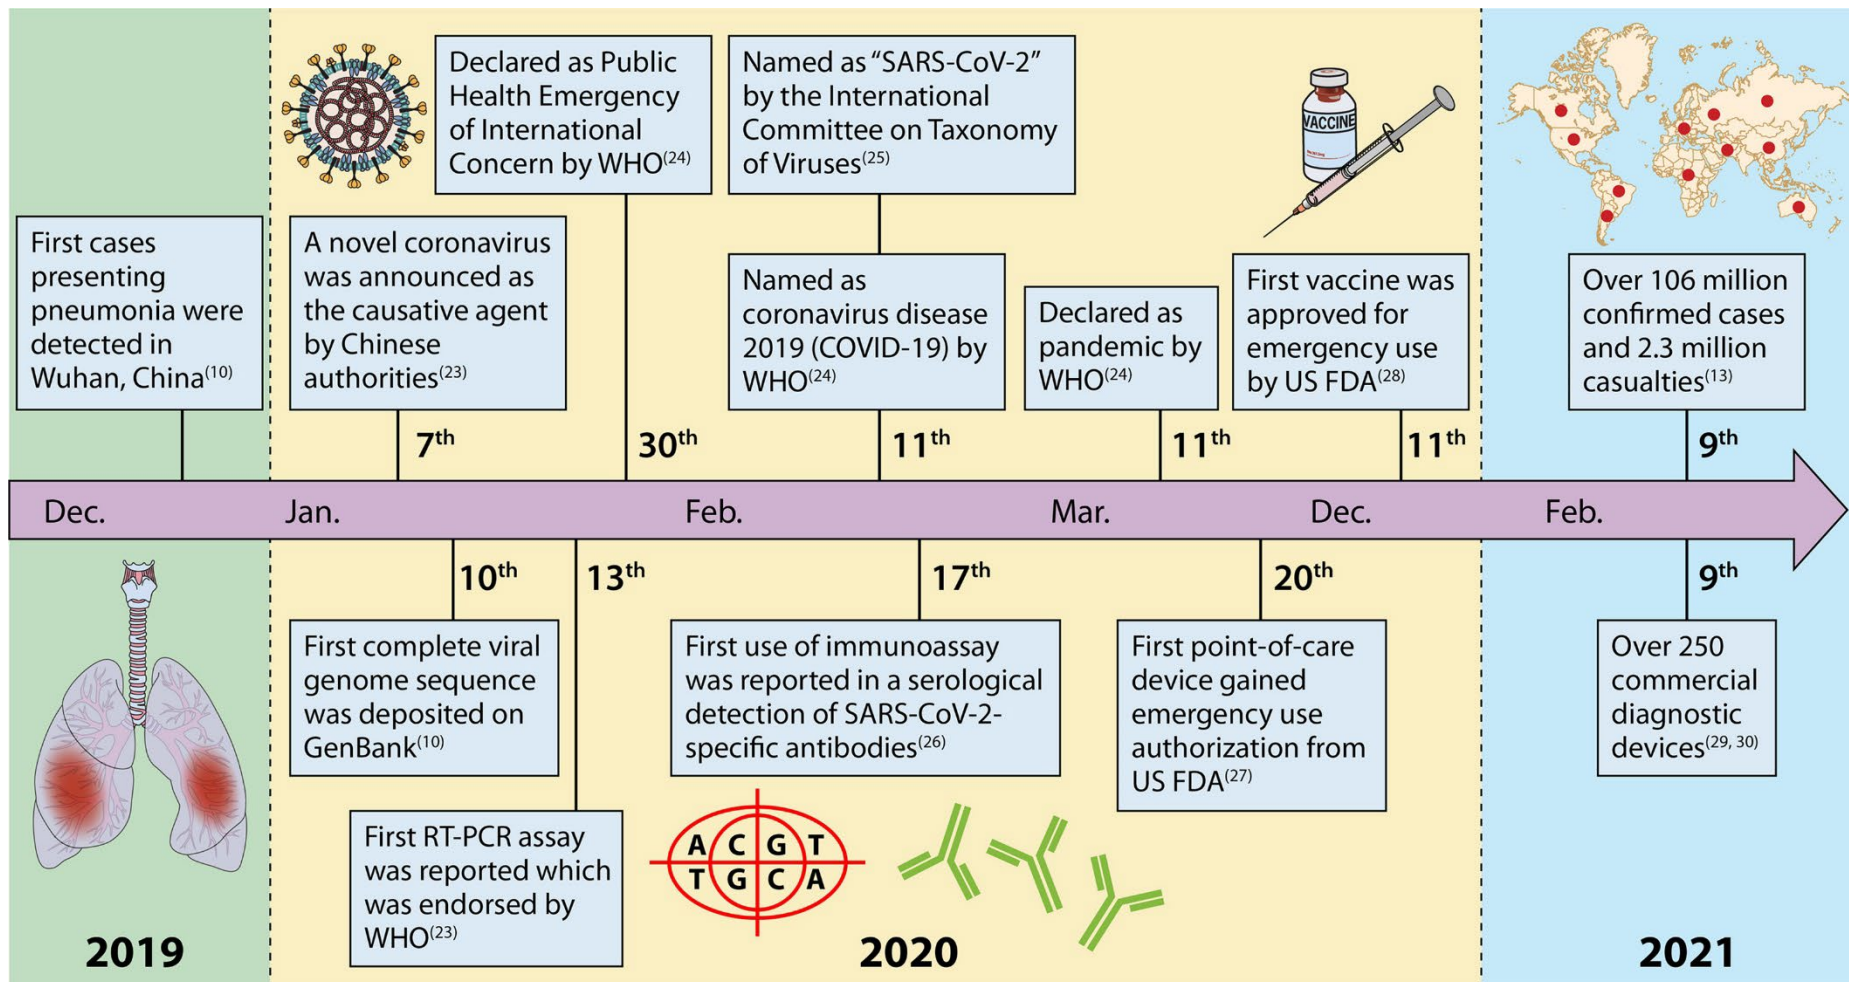 First cases
presenting
pneumonia were
detected in
Wuhan, China(10)
A novel coronavirus
was announced as
the causative agent
by Chinese
authorities(23)
7th
Declared as Public
Health Emergency
of International
Concern by WHO(24)
30th
Named as “SARS-CoV-2”
by the International
Committee on Taxonomy
of Viruses(25)
Named as
coronavirus disease
2019 (COVID-19) by
WHO(24)
11th
Declared as
pandemic by
WHO(24)
11th
VACCINE
First vaccine was
approved for
emergency use
by US FDA(28)
11th
Over 106 million
confirmed cases
and 2.3 million
casualties(13)
9th
Dec. Jan. Feb. Mar. Dec. Feb.
10th
First complete viral
genome sequence
was deposited on
GenBank(10)
13th
First RT-PCR assay
was reported which
was endorsed by
WHO(23)
17th
First use of immunoassay
was reported in a serological
detection of SARS-CoV-2-
specific antibodies(26)
A C G T
T G C A
20th
First point-of-care
device gained
emergency use
authorization from
US FDA(27)
9th
Over 250
commercial
diagnostic
devices(29, 30)
2019 2020 2021